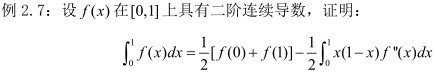 例 2.7：设 f(x) 在[0,1] 上具有二阶连续导数，证明：
∫₀¹ f(x)dx = 1/2 [f(0) + f(1)] - 1/2 ∫₀¹ x(1-x) f "(x)dx